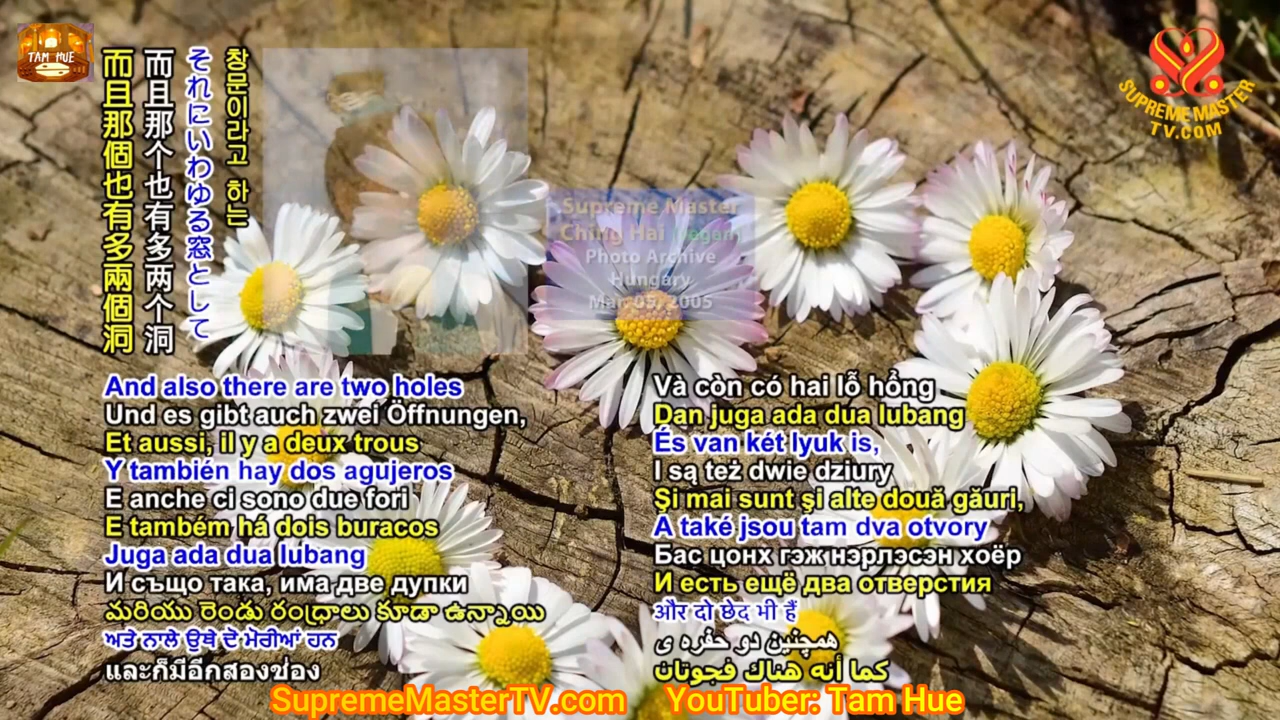 TAM HUE
SUPREME MASTER
TV.COM
而且那個也有多兩個洞
而且那个也有多两个洞
それにいわゆる窓として
창문이라고 하는
Supreme Master
Ching Hai (vegan)
Photo Archive
Hungary
Mar. 05, 2005
And also there are two holes
Und es gibt auch zwei Öffnungen,
Et aussi, il y a deux trous
Y también hay dos agujeros
E anche ci sono due fori
E também há dois buracos
Juga ada dua lubang
И също така, има две дупки
మరియు రెండు రంధ్రాలు కూడా ఉన్నాయి
ਅਤੇ ਨਾਲੇ ਉਥੇ ਦੋ ਮੋਰੀਆਂ ਹਨ
และก็มีอีกสองช่อง
Và còn có hai lỗ hổng
Dan juga ada dua lubang
És van két lyuk is,
I są też dwie dziury
Şi mai sunt şi alte două găuri,
A také jsou tam dva otvory
Бас цонх гэж нэрлэсэн хоёр
И есть ещё два отверстия
और दो छेद भी हैं
همچنین دو حفره ی
كما أنه هناك فجوتان
SupremeMasterTV.com YouTuber: Tam Hue